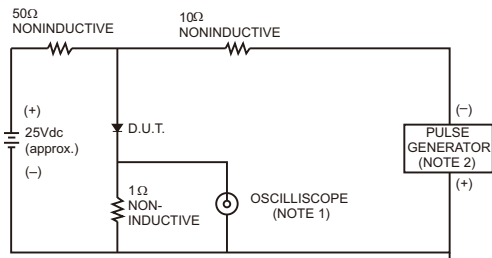 50Ω
NONINDUCTIVE
10Ω
NONINDUCTIVE
(+)
25Vdc
(approx.)
(–)
D.U.T.
1Ω
NON-
INDUCTIVE
OSCILLISCOPE
(NOTE 1)
(–)
PULSE
GENERATOR
(NOTE 2)
(+)